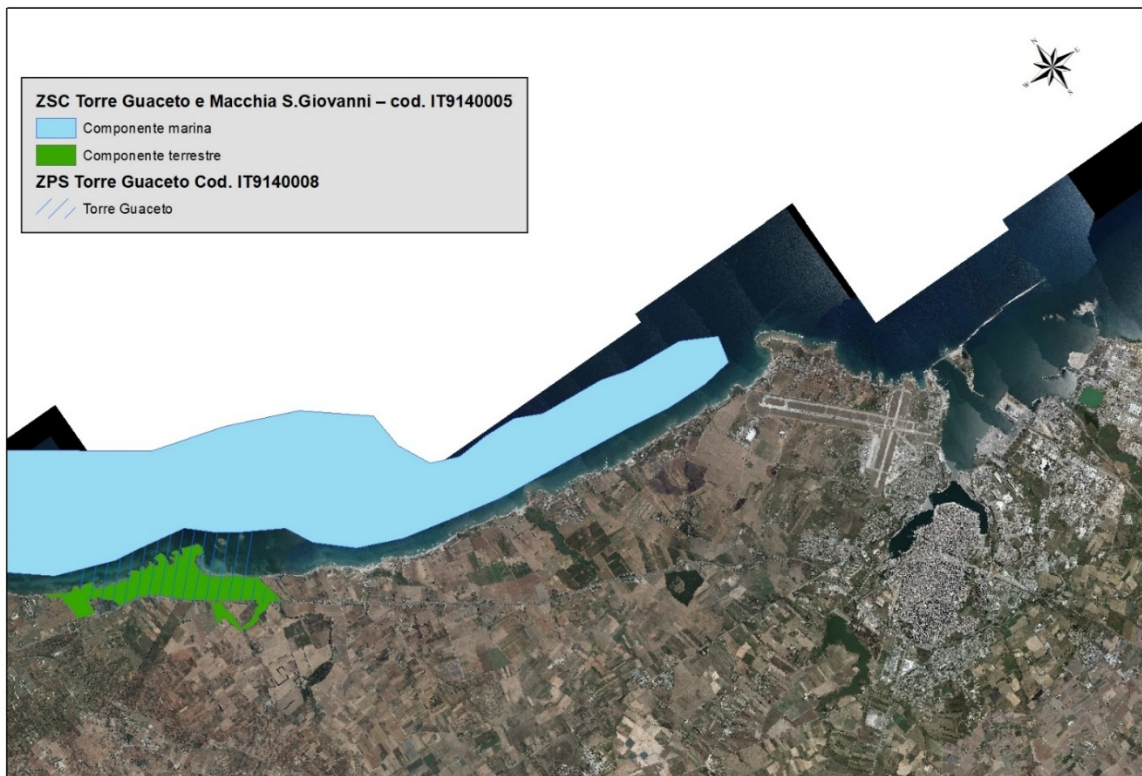 ZSC Torre Guaceto e Macchia S.Giovanni – cod. IT9140005
Componente marina
Componente terrestre
ZPS Torre Guaceto Cod. IT9140008
Torre Guaceto